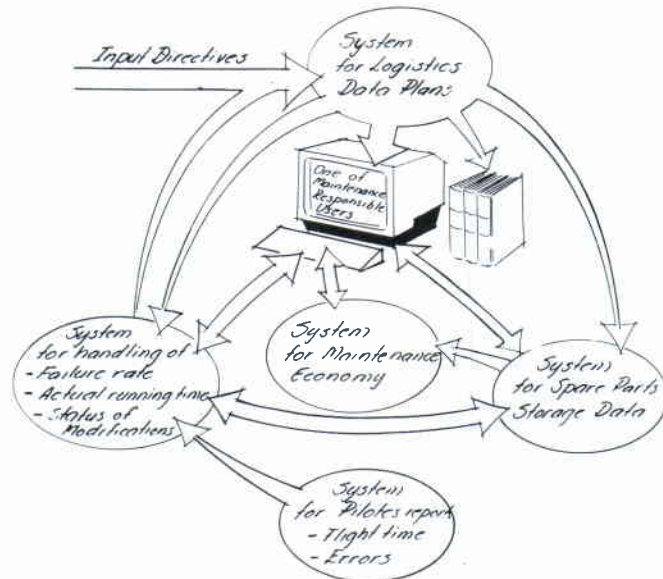 Input Directives
System
for Logistics
Data Plans
One of
Maintenance
Responsible
Users
System
for handling of
- Failure rate
- Actual running time
- Status of
Modifications
System
for Maintenance
Economy
System
for Spare Parts
Storage Data
System
for Pilotes report
- Flight time
- Errors